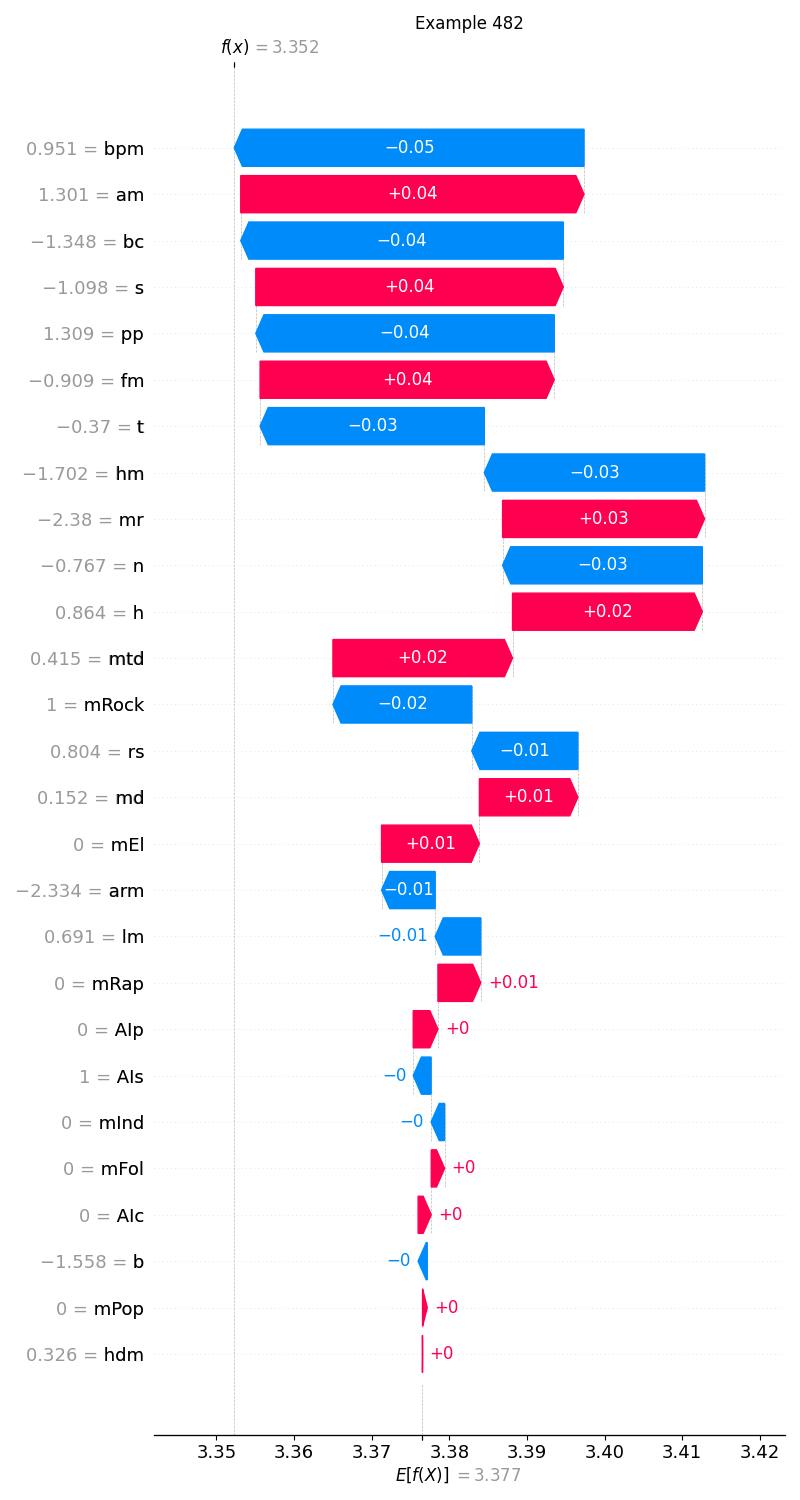 Example 482
f(x) = 3.352
0.951 = bpm −0.05
1.301 = am +0.04
−1.348 = bc −0.04
−1.098 = s +0.04
1.309 = pp −0.04
−0.909 = fm +0.04
−0.37 = t −0.03
−1.702 = hm −0.03
−2.38 = mr +0.03
−0.767 = n −0.03
0.864 = h +0.02
0.415 = mtd +0.02
1 = mRock −0.02
0.804 = rs −0.01
0.152 = md +0.01
0 = mEl +0.01
−2.334 = arm −0.01
0.691 = lm −0.01
0 = mRap +0.01
0 = AIp +0
1 = AIs −0
0 = mInd −0
0 = mFol +0
0 = AIc +0
−1.558 = b −0
0 = mPop +0
0.326 = hdm +0
3.35 3.36 3.37 3.38 3.39 3.40 3.41 3.42
E[f(X)] = 3.377